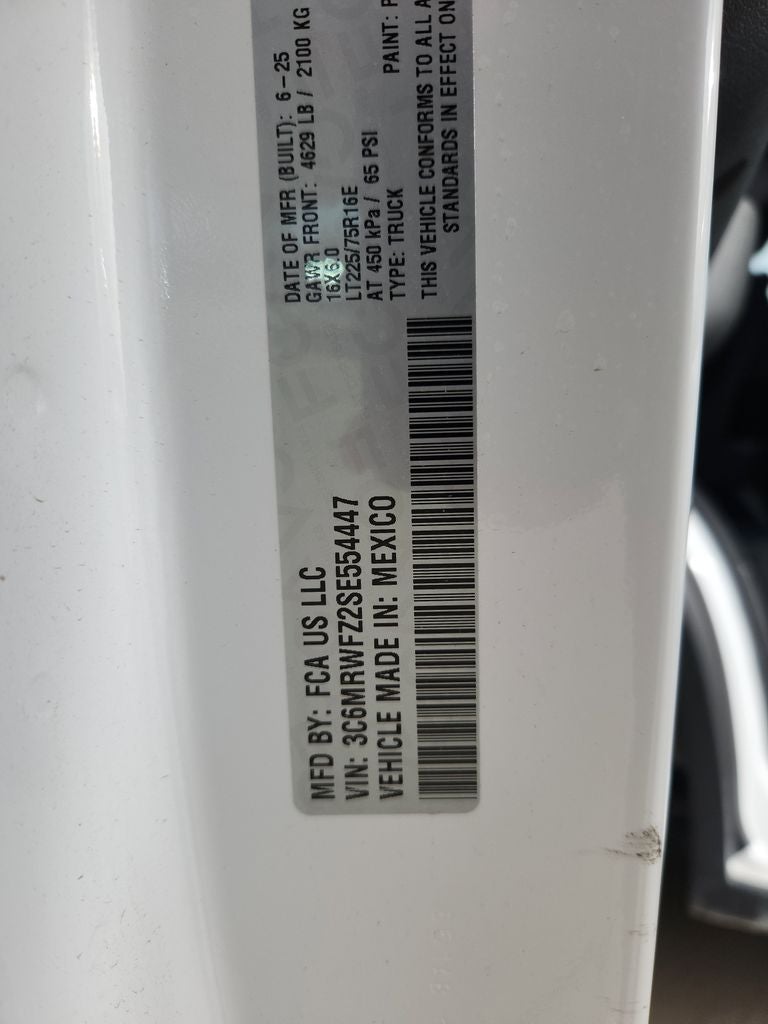 MFD BY: FCA US LLC
VIN: 3C6MRWFZ2SE554447
VEHICLE MADE IN: MEXICO
DATE OF MFR (BUILT): 6-25
GAWR FRONT: 4629 LB / 2100 KG
16X6.0
LT225/75R16E
AT 450 kPa / 65 PSI
TYPE: TRUCK
PAINT:
THIS VEHICLE CONFORMS TO ALL
STANDARDS IN EFFECT ON